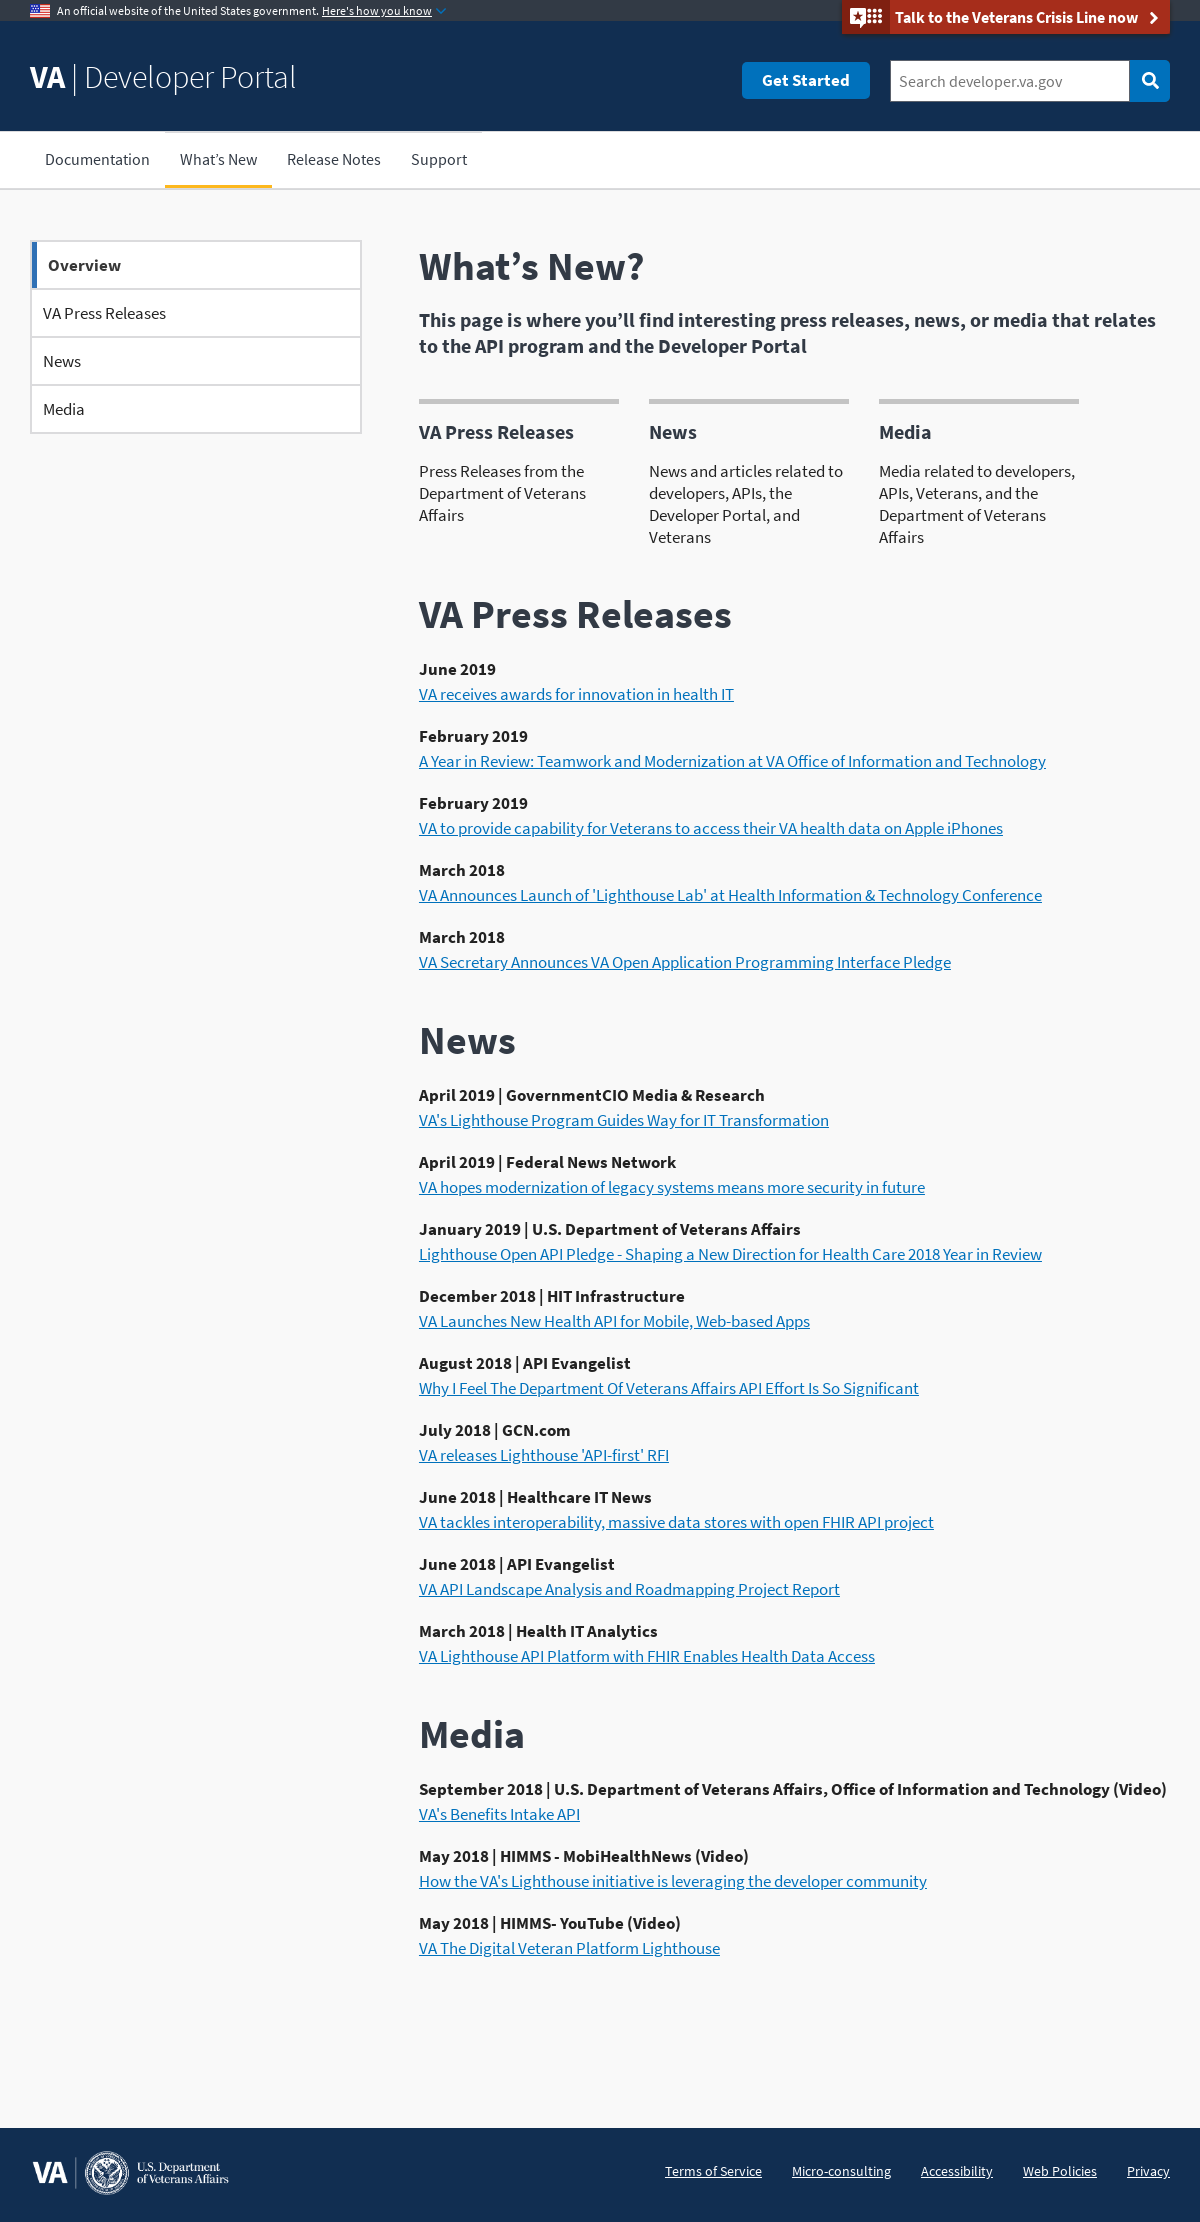 An official website of the United States government. Here's how you know
Talk to the Veterans Crisis Line now
VA | Developer Portal
Get Started
Search developer.va.gov
Documentation
What’s New
Release Notes
Support
Overview
VA Press Releases
News
Media
What’s New?
This page is where you’ll find interesting press releases, news, or media that relates
to the API program and the Developer Portal
VA Press Releases
Press Releases from the
Department of Veterans
Affairs
News
News and articles related to
developers, APIs, the
Developer Portal, and
Veterans
Media
Media related to developers,
APIs, Veterans, and the
Department of Veterans
Affairs
VA Press Releases
June 2019
VA receives awards for innovation in health IT
February 2019
A Year in Review: Teamwork and Modernization at VA Office of Information and Technology
February 2019
VA to provide capability for Veterans to access their VA health data on Apple iPhones
March 2018
VA Announces Launch of 'Lighthouse Lab' at Health Information & Technology Conference
March 2018
VA Secretary Announces VA Open Application Programming Interface Pledge
News
April 2019 | GovernmentCIO Media & Research
VA's Lighthouse Program Guides Way for IT Transformation
April 2019 | Federal News Network
VA hopes modernization of legacy systems means more security in future
January 2019 | U.S. Department of Veterans Affairs
Lighthouse Open API Pledge - Shaping a New Direction for Health Care 2018 Year in Review
December 2018 | HIT Infrastructure
VA Launches New Health API for Mobile, Web-based Apps
August 2018 | API Evangelist
Why I Feel The Department Of Veterans Affairs API Effort Is So Significant
July 2018 | GCN.com
VA releases Lighthouse 'API-first' RFI
June 2018 | Healthcare IT News
VA tackles interoperability, massive data stores with open FHIR API project
June 2018 | API Evangelist
VA API Landscape Analysis and Roadmapping Project Report
March 2018 | Health IT Analytics
VA Lighthouse API Platform with FHIR Enables Health Data Access
Media
September 2018 | U.S. Department of Veterans Affairs, Office of Information and Technology (Video)
VA's Benefits Intake API
May 2018 | HIMMS - MobiHealthNews (Video)
How the VA's Lighthouse initiative is leveraging the developer community
May 2018 | HIMMS- YouTube (Video)
VA The Digital Veteran Platform Lighthouse
VA
U.S. Department
of Veterans Affairs
Terms of Service
Micro-consulting
Accessibility
Web Policies
Privacy